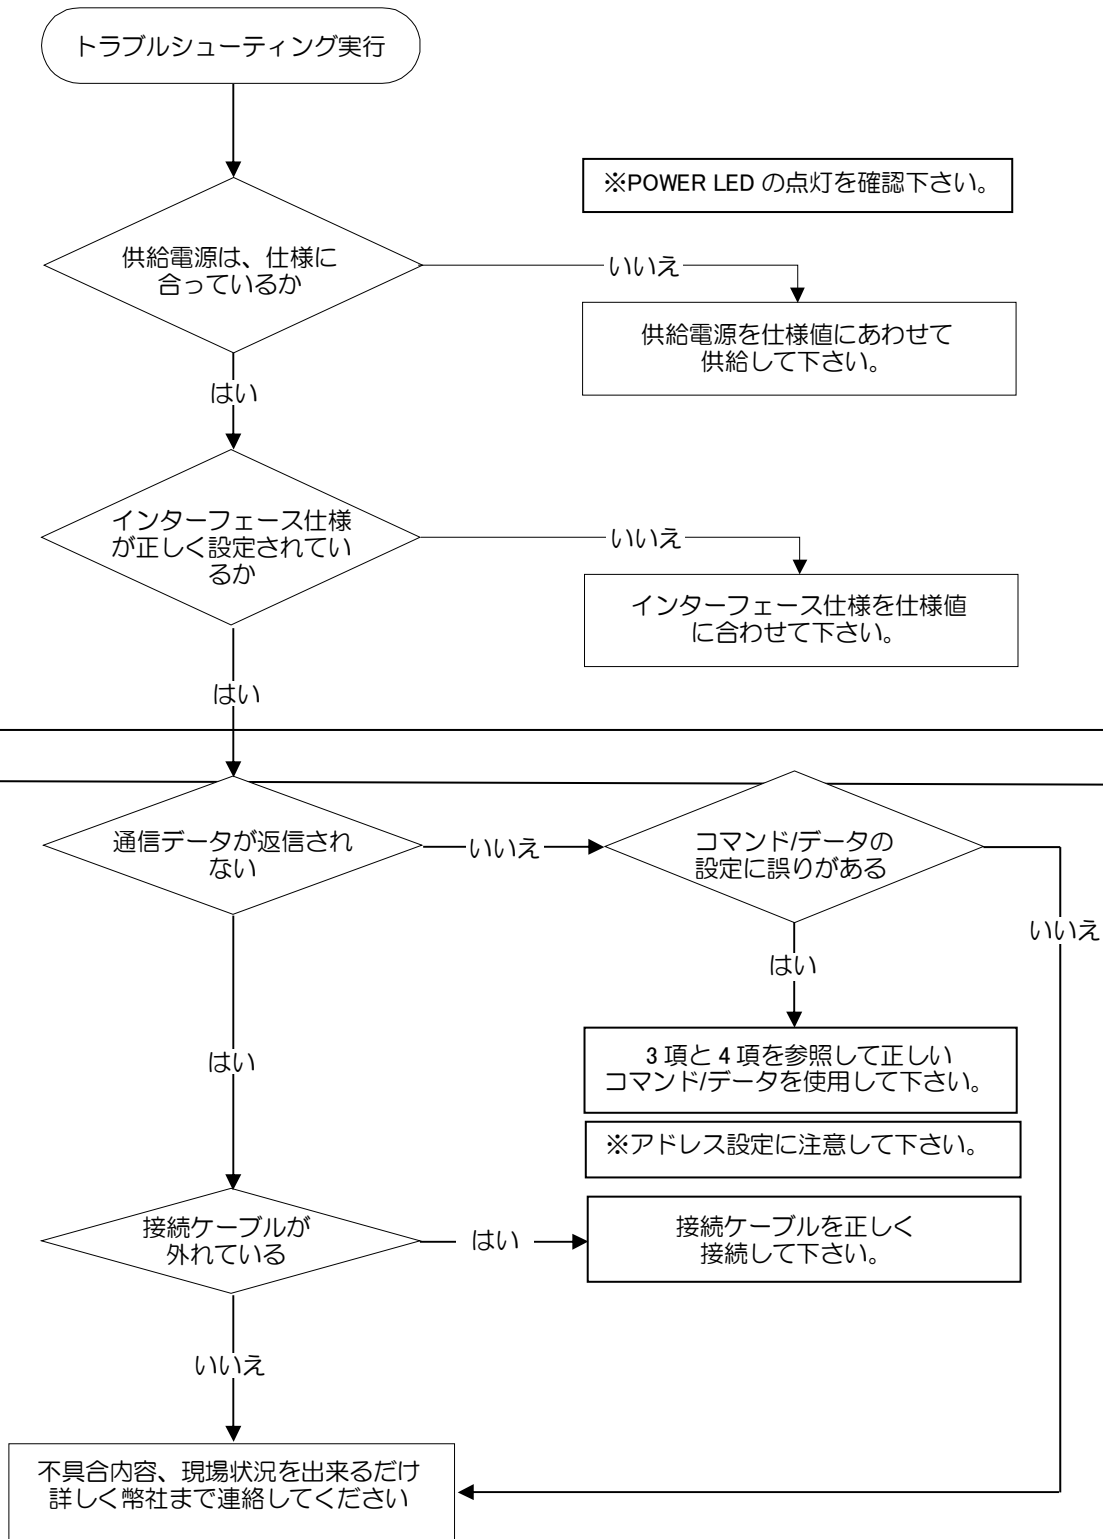 トラブルシューティング実行
※POWER LED の点灯を確認下さい。
供給電源は、仕様に
合っているか
いいえ
供給電源を仕様値にあわせて
供給して下さい。
はい
インターフェース仕様
が正しく設定されてい
るか
いいえ
インターフェース仕様を仕様値
に合わせて下さい。
はい
通信データが返信され
ない
いいえ
コマンド/データの
設定に誤りがある
いいえ
はい
はい
3 項と 4 項を参照して正しい
コマンド/データを使用して下さい。
※アドレス設定に注意して下さい。
接続ケーブルが
外れている
はい
接続ケーブルを正しく
接続して下さい。
いいえ
不具合内容、現場状況を出来るだけ
詳しく幣社まで連絡してください